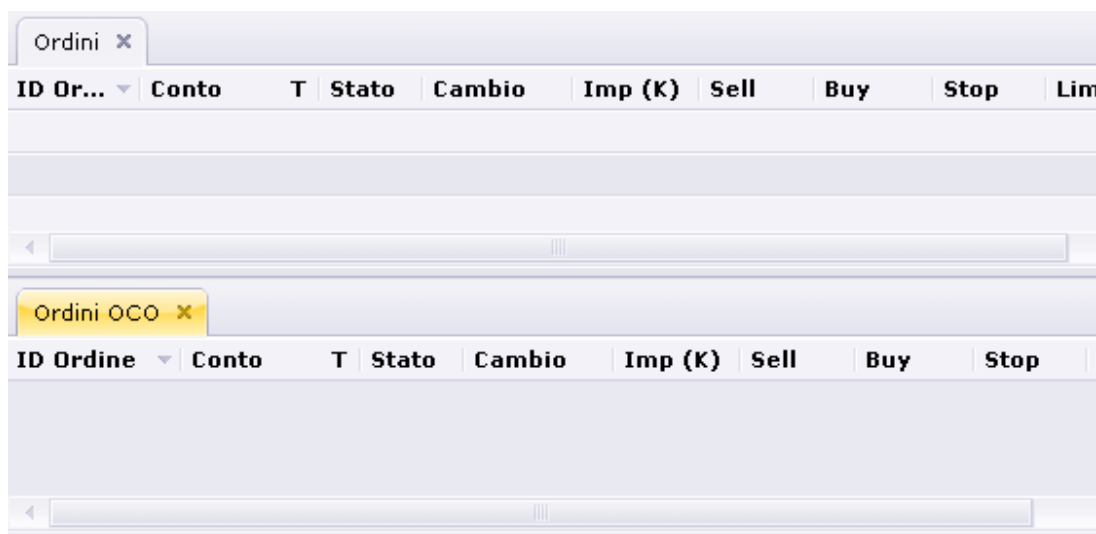 Ordini
ID Or... Conto T Stato Cambio Imp (K) Sell Buy Stop Lim
Ordini OCO
ID Ordine Conto T Stato Cambio Imp (K) Sell Buy Stop